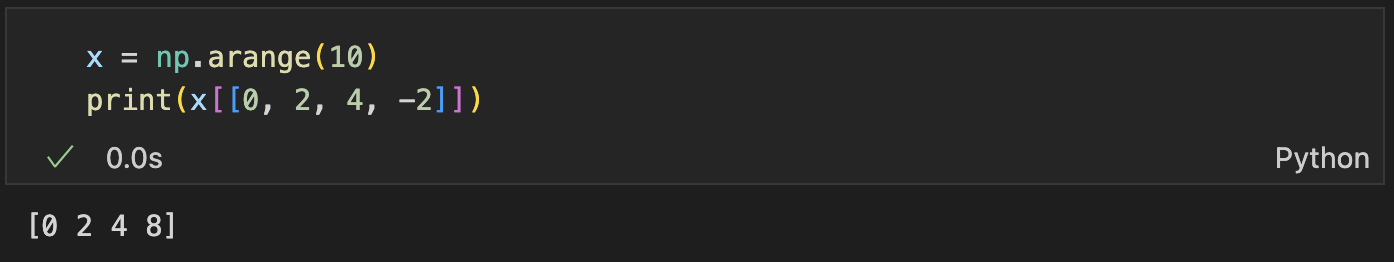 x = np.arange(10)
print(x[[0, 2, 4, -2]])
✓ 0.0s
Python
[0 2 4 8]